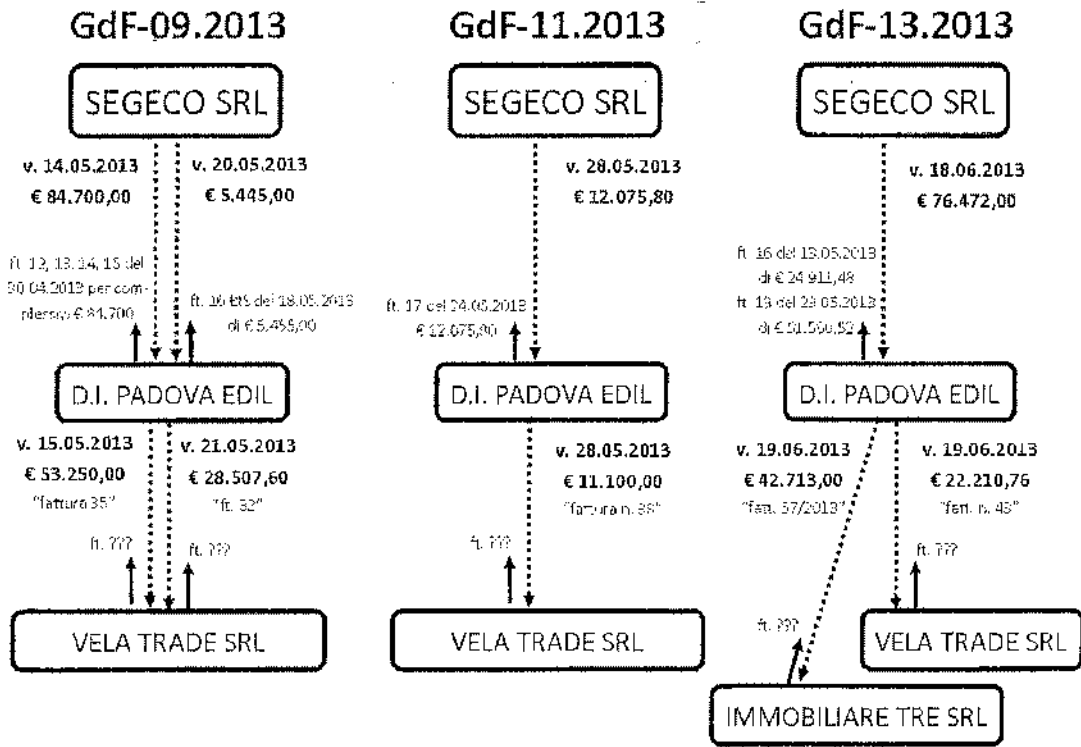 GdF-09.2013
SEGECO SRL
v. 14.05.2013
€ 84.700,00
v. 20.05.2013
€ 5.445,00
ft. 12, 13, 14, 15 del
30.04.2013 per com-
plessivi € 84.700
ft. 16 bis del 18.05.2013
di € 5.455,00
D.I. PADOVA EDIL
v. 15.05.2013
€ 53.250,00
"fattura 35"
v. 21.05.2013
€ 28.507,60
"ft. 32"
ft. ???
ft. ???
VELA TRADE SRL
GdF-11.2013
SEGECO SRL
v. 28.05.2013
€ 12.075,80
ft. 17 del 24.05.2013
€ 12.075,80
D.I. PADOVA EDIL
v. 28.05.2013
€ 11.100,00
"fattura n. 38"
ft. ???
VELA TRADE SRL
GdF-13.2013
SEGECO SRL
v. 18.06.2013
€ 76.472,00
ft. 16 del 18.05.2013
di € 24.911,48
ft. 18 del 29.05.2013
di € 51.560,52
D.I. PADOVA EDIL
v. 19.06.2013
€ 42.713,00
"fatt. 57/2013"
v. 19.06.2013
€ 22.210,76
"fatt. n. 43"
ft. ???
ft. ???
VELA TRADE SRL
IMMOBILIARE TRE SRL